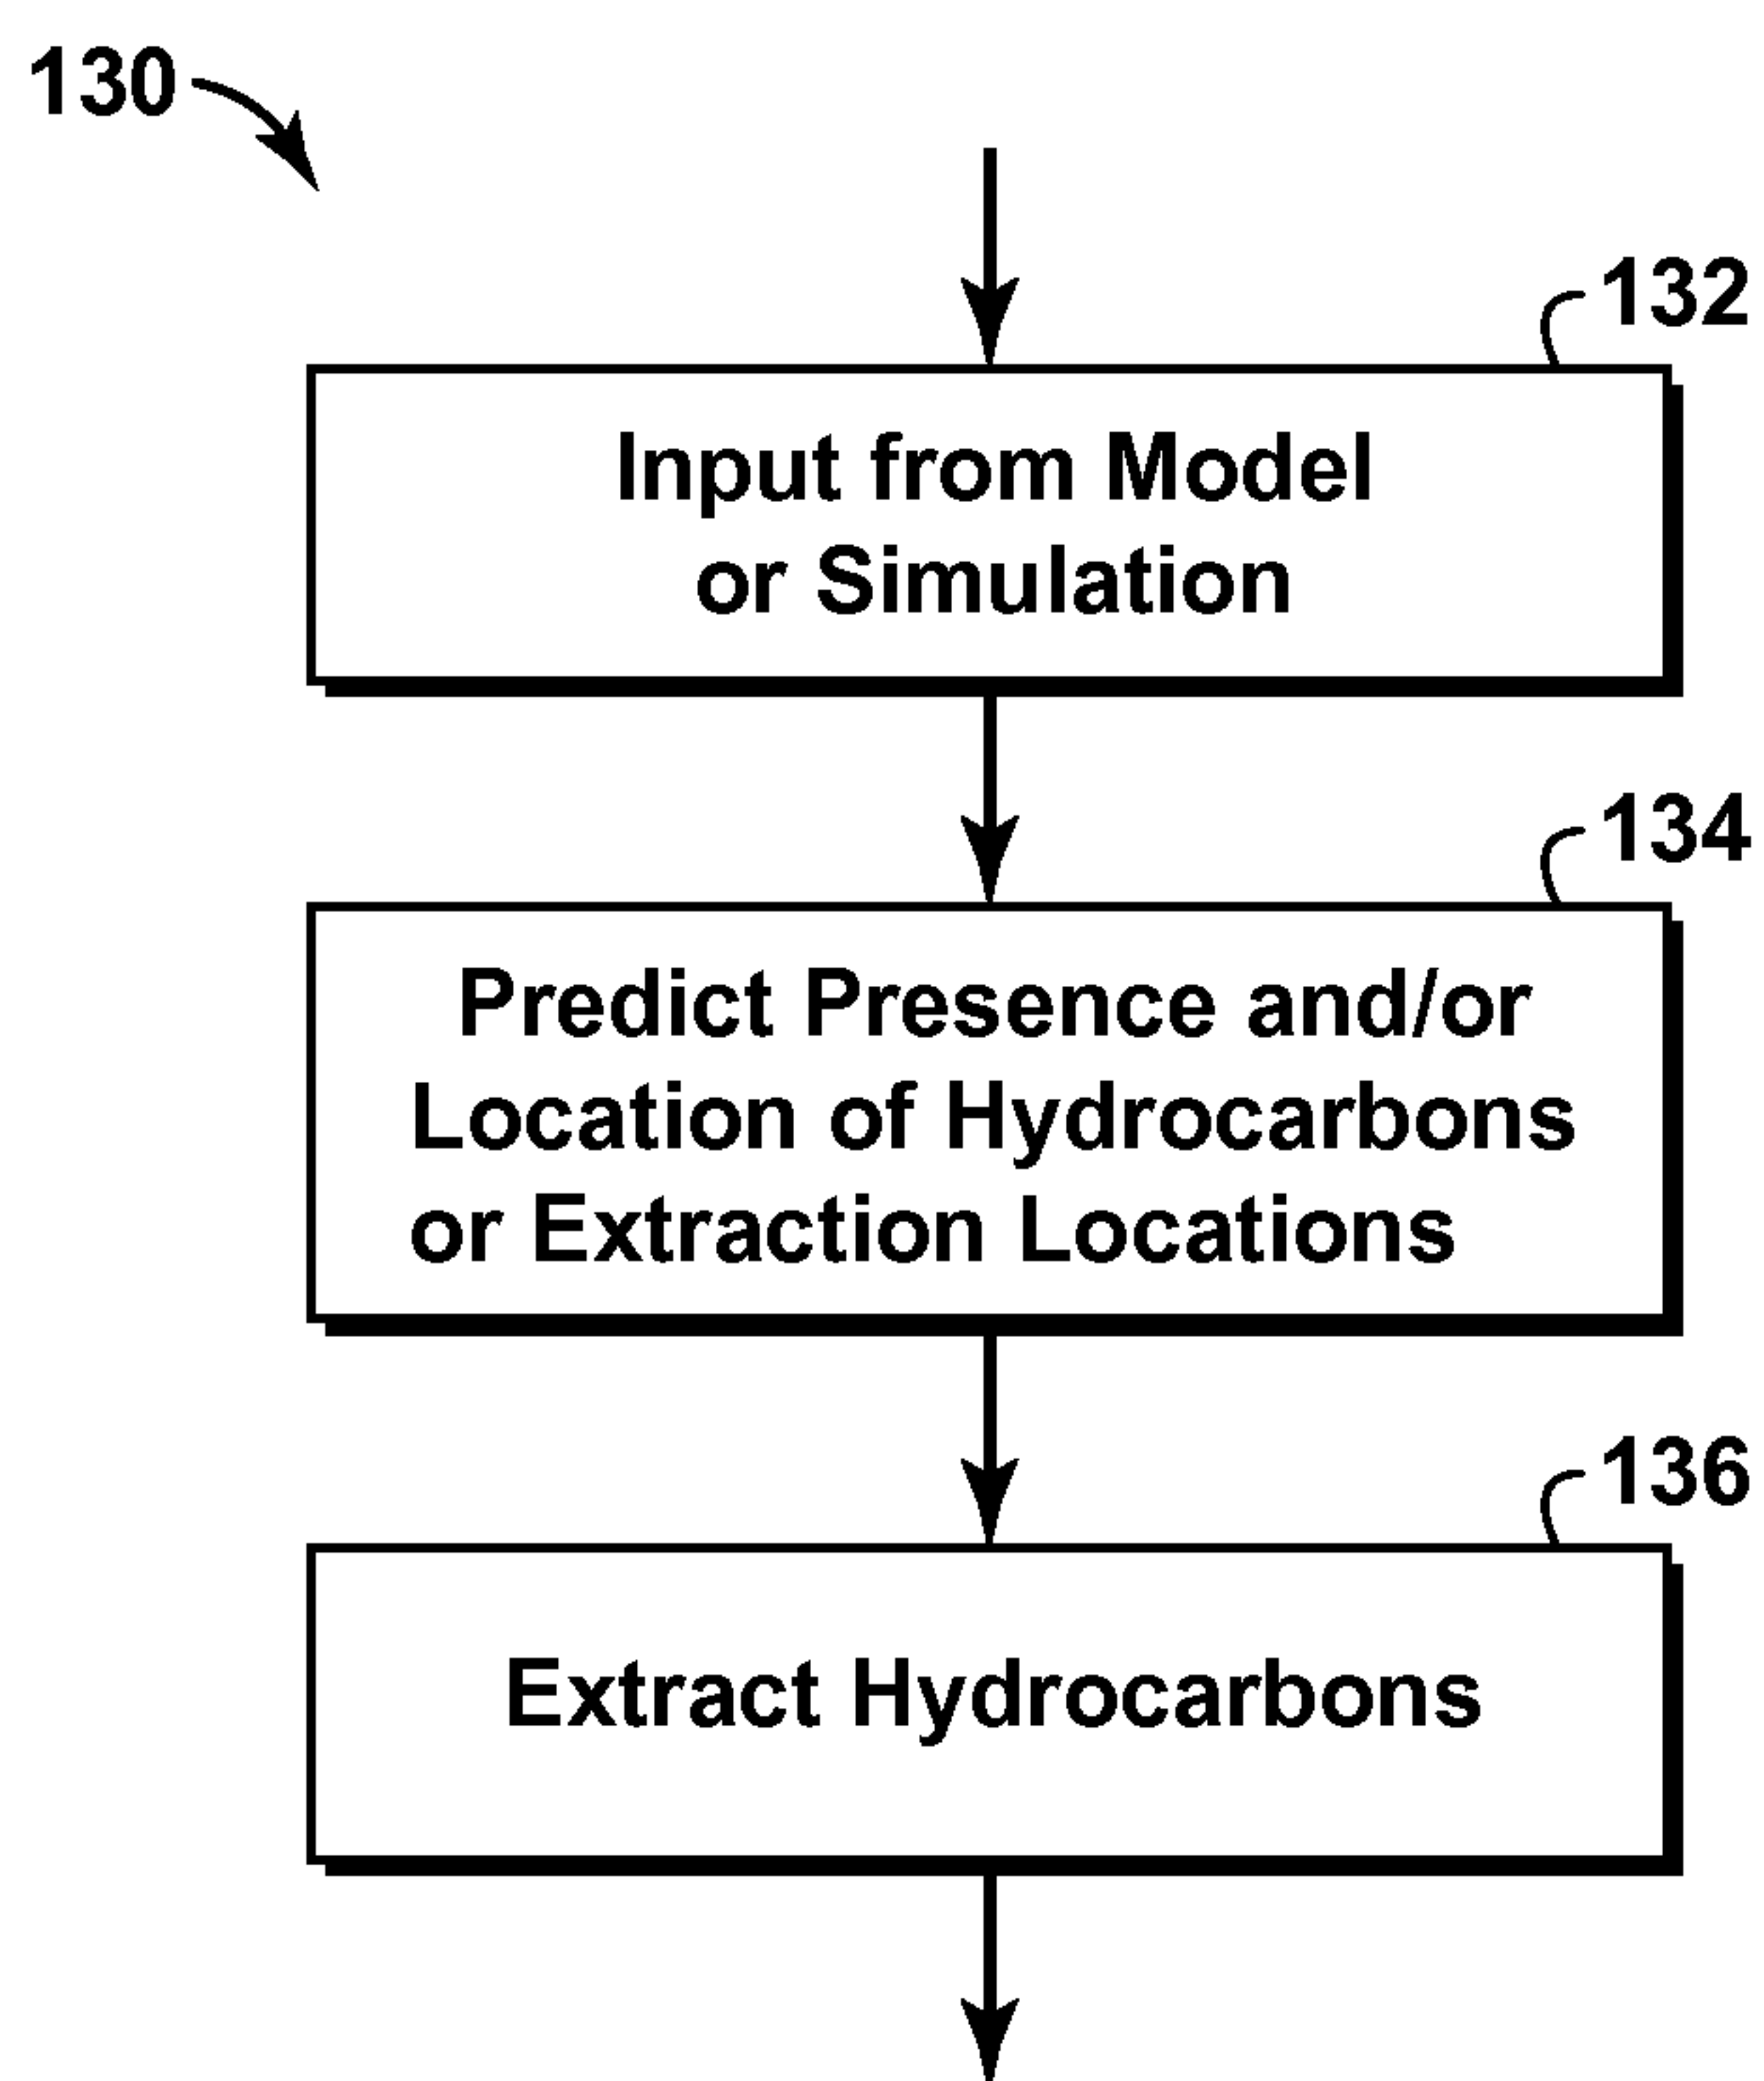 130
132
Input from Model
or Simulation
134
Predict Presence and/or
Location of Hydrocarbons
or Extraction Locations
136
Extract Hydrocarbons